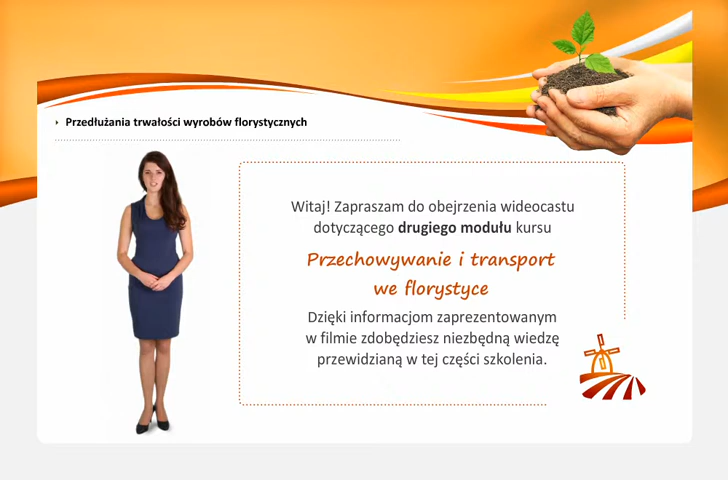 Przedłużania trwałości wyrobów florystycznych
Witaj! Zapraszam do obejrzenia wideocastu
dotyczącego drugiego modułu kursu
Przechowywanie i transport
we florystyce
Dzięki informacjom zaprezentowanym
w filmie zdobędziesz niezbędną wiedzę
przewidzianą w tej części szkolenia.